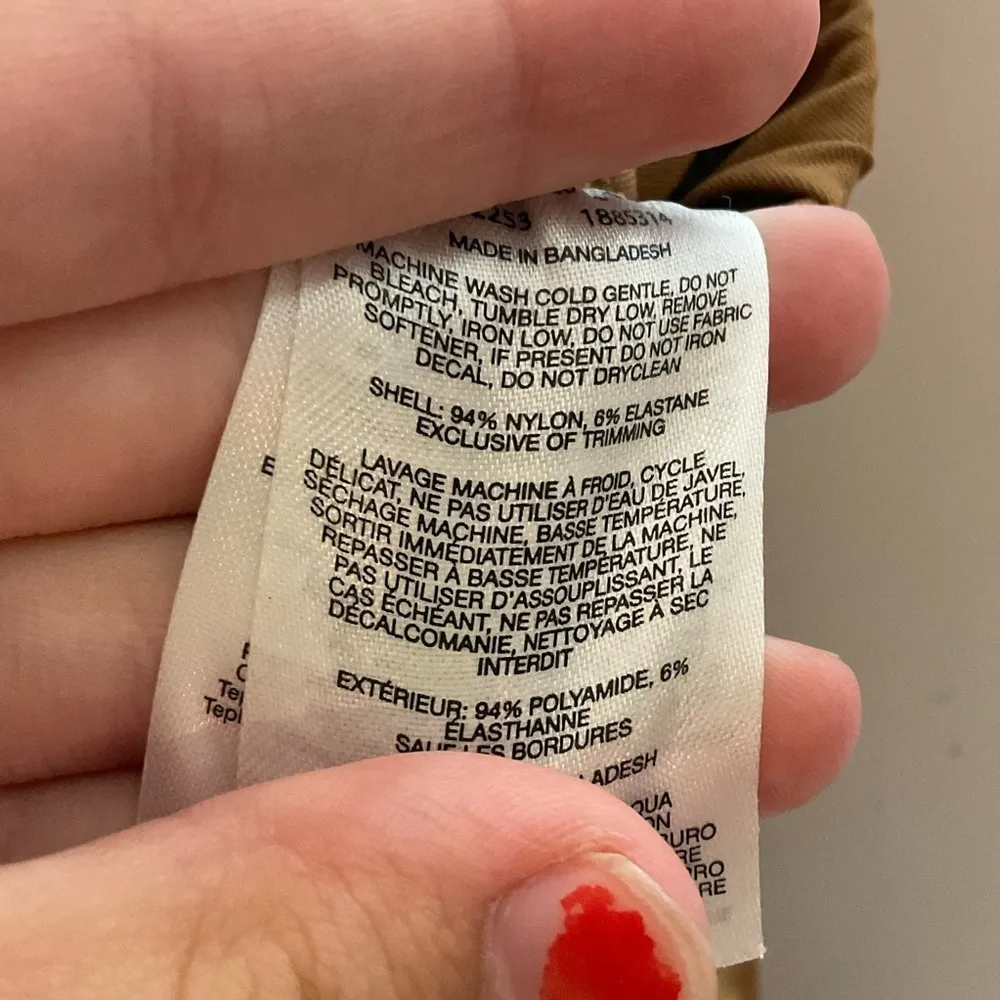 1885314
MADE IN BANGLADESH
MACHINE WASH COLD GENTLE, DO NOT
BLEACH, TUMBLE DRY LOW, REMOVE
PROMPTLY, IRON LOW, DO NOT USE FABRIC
SOFTENER, IF PRESENT DO NOT IRON
DECAL, DO NOT DRYCLEAN
SHELL: 94% NYLON, 6% ELASTANE
EXCLUSIVE OF TRIMMING
LAVAGE MACHINE À FROID, CYCLE
DÉLICAT, NE PAS UTILISER D'EAU DE JAVEL,
SÉCHAGE MACHINE, BASSE TEMPÉRATURE,
SORTIR IMMÉDIATEMENT DE LA MACHINE,
REPASSER À BASSE TEMPÉRATURE, NE
PAS UTILISER D'ASSOUPLISSANT, LE
CAS ÉCHÉANT, NE PAS REPASSER LA
DÉCALCOMANIE, NETTOYAGE À SEC
INTERDIT
EXTÉRIEUR: 94% POLYAMIDE, 6%
ÉLASTHANNE
SAUF LES BORDURES